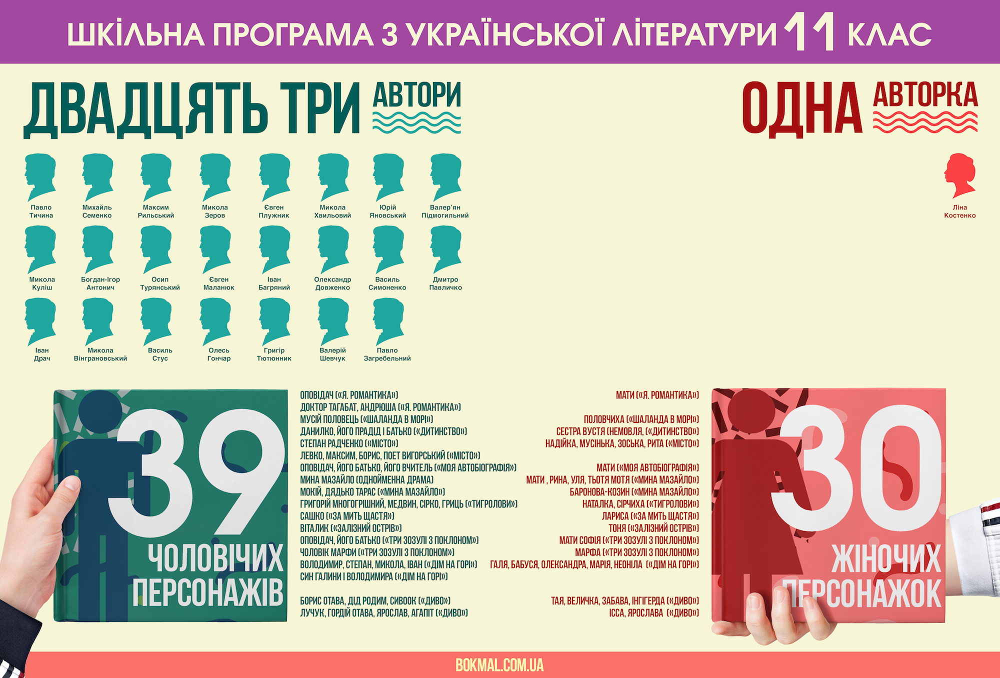 ШКІЛЬНА ПРОГРАМА З УКРАЇНСЬКОЇ ЛІТЕРАТУРИ 11 КЛАС
ДВАДЦЯТЬ ТРИ АВТОРИ
ОДНА АВТОРКА
Павло Тичина
Михайль Семенко
Максим Рильський
Микола Зеров
Євген Плужник
Микола Хвильовий
Юрій Яновський
Валер'ян Підмогильний
Ліна Костенко
Микола Куліш
Богдан-Ігор Антонич
Осип Турянський
Євген Маланюк
Іван Багряний
Олександр Довженко
Василь Симоненко
Дмитро Павличко
Іван Драч
Микола Вінграновський
Василь Стус
Олесь Гончар
Григір Тютюнник
Валерій Шевчук
Павло Загребельний
39
ЧОЛОВІЧИХ
ПЕРСОНАЖІВ
ОПОВІДАЧ («Я. РОМАНТИКА»)
ДОКТОР ТАГАБАТ, АНДРЮША («Я. РОМАНТИКА»)
МУСІЙ ПОЛОВЕЦЬ («ШАЛАНДА В МОРІ»)
ДАНИЛКО, ЙОГО ПРАДІД І БАТЬКО («ДИТИНСТВО»)
СТЕПАН РАДЧЕНКО («МІСТО»)
ЛЕВКО, МАКСИМ, БОРИС, ПОЕТ ВИГОРСЬКИЙ («МІСТО»)
ОПОВІДАЧ, ЙОГО БАТЬКО, ЙОГО ВЧИТЕЛЬ («МОЯ АВТОБІОГРАФІЯ»)
МИНА МАЗАЙЛО (ОДНОЙМЕННА ДРАМА)
МОКІЙ, ДЯДЬКО ТАРАС («МИНА МАЗАЙЛО»)
ГРИГОРІЙ МНОГОГРІШНИЙ, МЕДВИН, СІРКО, ГРИЦЬ («ТИГРОЛОВИ»)
САШКО («ЗА МИТЬ ЩАСТЯ»)
ВІТАЛИК («ЗАЛІЗНИЙ ОСТРІВ»)
ОПОВІДАЧ, ЙОГО БАТЬКО («ТРИ ЗОЗУЛІ З ПОКЛОНОМ»)
ЧОЛОВІК МАРФИ («ТРИ ЗОЗУЛІ З ПОКЛОНОМ»)
ВОЛОДИМИР, СТЕПАН, МИКОЛА, ІВАН («ДІМ НА ГОРІ»)
СИН ГАЛИНИ І ВОЛОДИМИРА («ДІМ НА ГОРІ»)
БОРИС ОТАВА, ДІД РОДИМ, СИВООК («ДИВО»)
ЛУЧУК, ГОРДІЙ ОТАВА, ЯРОСЛАВ, АГАПІТ («ДИВО»)
МАТИ («Я. РОМАНТИКА»)
ПОЛОВЧИХА («ШАЛАНДА В МОРІ»)
СЕСТРА ВУСТЯ (НЕМОВЛЯ, («ДИТИНСТВО»)
НАДІЙКА, МУСІНЬКА, ЗОСЬКА, РИТА («МІСТО»)
МАТИ («МОЯ АВТОБІОГРАФІЯ»)
МАТИ , РИНА, УЛЯ, ТЬОТЯ МОТЯ («МИНА МАЗАЙЛО»)
БАРОНОВА-КОЗИН («МИНА МАЗАЙЛО»)
НАТАЛКА, СІРЧИХА («ТИГРОЛОВИ»)
ЛАРИСА («ЗА МИТЬ ЩАСТЯ»)
ТОНЯ («ЗАЛІЗНИЙ ОСТРІВ»)
МАТИ СОФІЯ («ТРИ ЗОЗУЛІ З ПОКЛОНОМ»)
МАРФА («ТРИ ЗОЗУЛІ З ПОКЛОНОМ»)
ГАЛЯ, БАБУСЯ, ОЛЕКСАНДРА, МАРІЯ, НЕОНІЛА («ДІМ НА ГОРІ»)
ТАЯ, ВЕЛИЧКА, ЗАБАВА, ІНГІГЕРДА («ДИВО»)
ІССА, ЯРОСЛАВА («ДИВО»)
30
ЖІНОЧИХ
ПЕРСОНАЖОК
BOKMAL.COM.UA